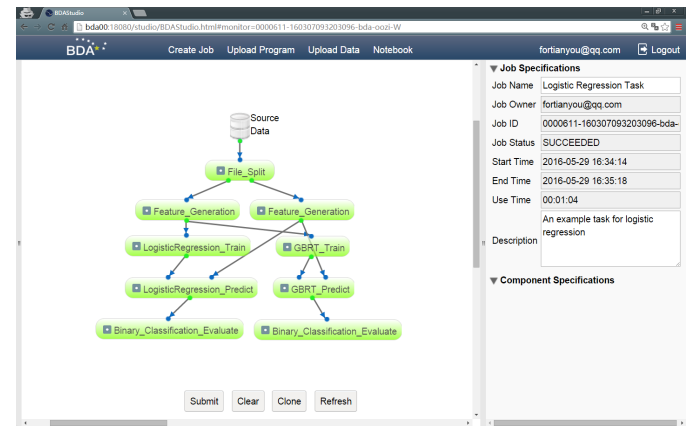 BDAStudio
bda00:18080/studio/BDAStudio.html#monitor=0000611-160307093203096-bda-oozi-W
BDA
Create Job
Upload Program
Upload Data
Notebook
fortianyou@qq.com
Logout
Source
Data
File_Split
Feature_Generation
Feature_Generation
LogisticRegression_Train
GBRT_Train
LogisticRegression_Predict
GBRT_Predict
Binary_Classification_Evaluate
Binary_Classification_Evaluate
Submit
Clear
Clone
Refresh
Job Specifications
Job Name
Logistic Regression Task
Job Owner
fortianyou@qq.com
Job ID
0000611-160307093203096-bda-
Job Status
SUCCEEDED
Start Time
2016-05-29 16:34:14
End Time
2016-05-29 16:35:18
Use Time
00:01:04
Description
An example task for logistic
regression
Component Specifications